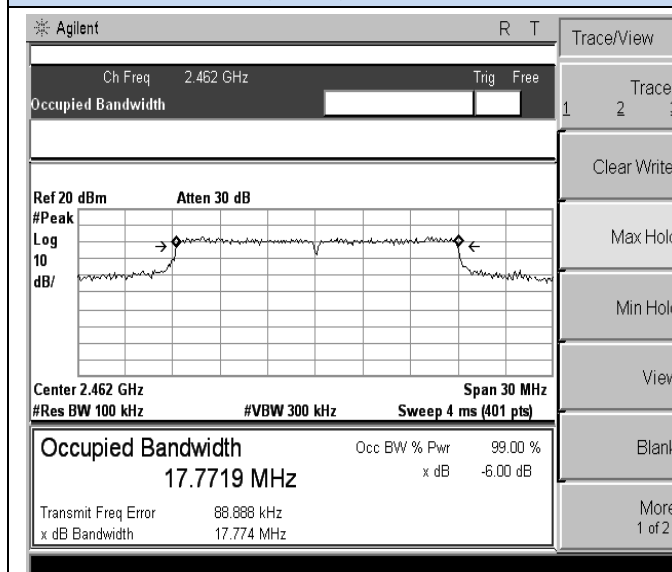 Agilent R T
Trace/View
Ch Freq 2.462 GHz Trig Free
Occupied Bandwidth
Trace
1 2
Clear Write
Ref 20 dBm Atten 30 dB
#Peak
Log
10
dB/
Max Hol
Min Hol
Center 2.462 GHz Span 30 MHz
#Res BW 100 kHz #VBW 300 kHz Sweep 4 ms (401 pts)
View
Occupied Bandwidth
17.7719 MHz
Occ BW % Pwr 99.00 %
x dB -6.00 dB
Blank
Transmit Freq Error 88.888 kHz
x dB Bandwidth 17.774 MHz
More
1 of 2